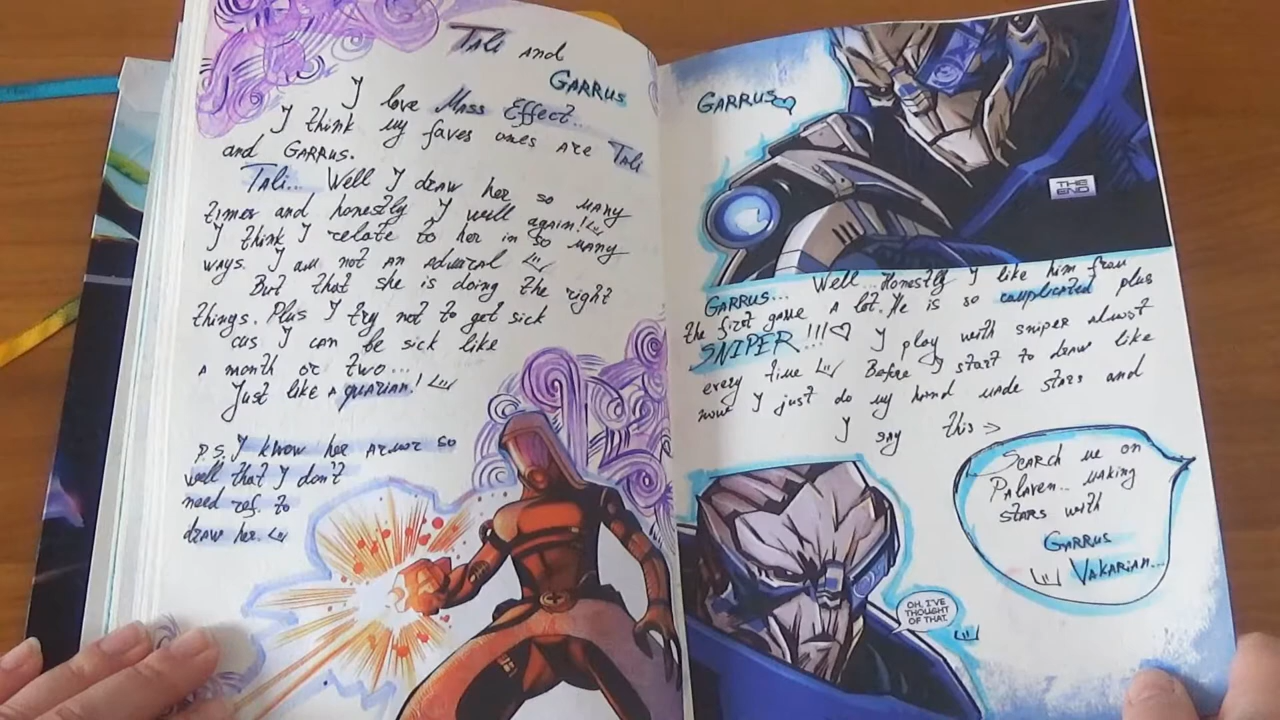 Tali and
Garrus
I love Mass Effect..
I think my faves ones are Tali
and Garrus.
Tali... Well I draw her so many
times and honestly I will again!
I think I relate to her in so many
ways. I am not an admiral
But that she is doing the right
things. Plus I try not to get sick
cus I can be sick like
a month or two...
Just like a quarian!
P.S. I know her armor so
well that I don't
need ref. to
draw her.
Garrus
THE END
Garrus... Well... Honestly I like him from
the first game a lot. He is so complicated plus
SNIPER...!!!♡ I play with sniper almost
every time Before I start to draw like
now I just do my hand made stars and
I say this →
Search me on
Palaven... making
stars with
Garrus
Vakarian...
OH, I'VE
THOUGHT
OF THAT.